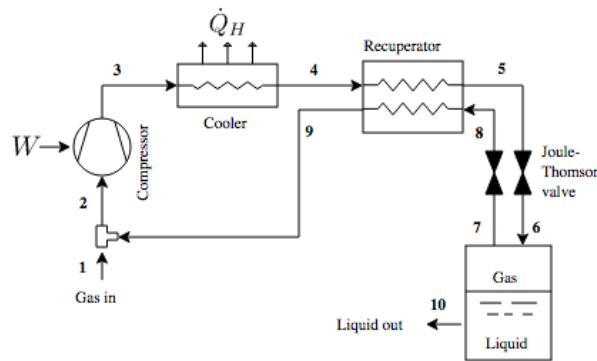 Q̇_H
Recuperator
3
4
5
Cooler
9
8
W
Compressor
Joule-
Thomson
valve
2
7
6
1
Gas
Gas in
10
Liquid out
Liquid